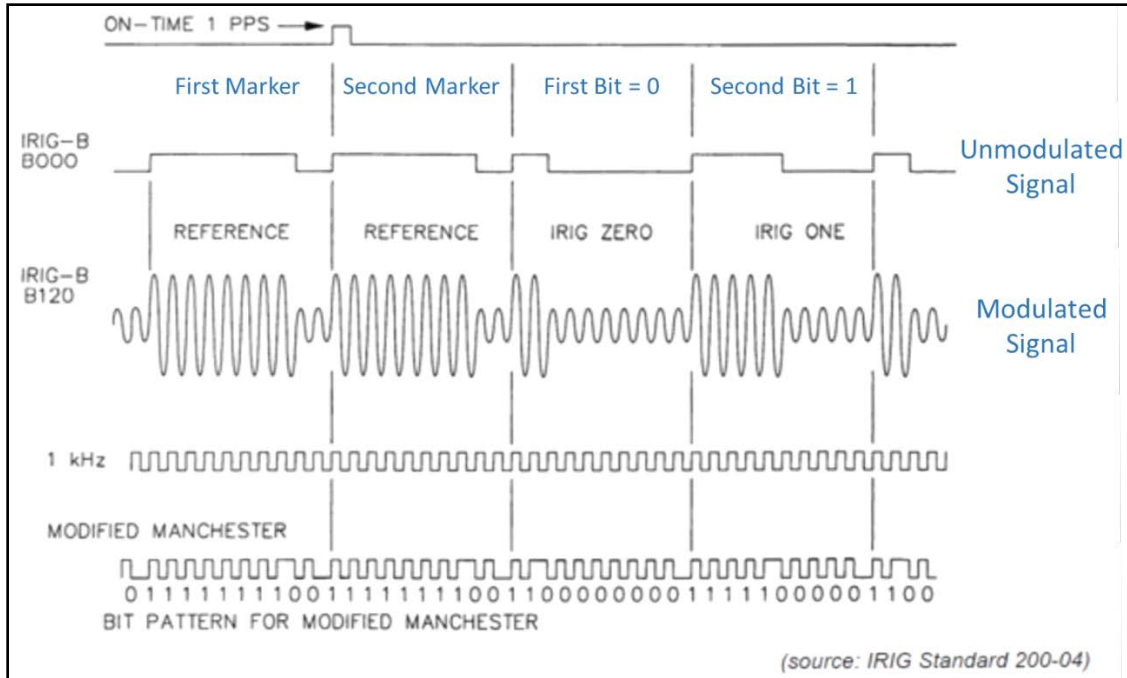 ON-TIME 1 PPS
First Marker Second Marker First Bit = 0 Second Bit = 1
IRIG-B
B000
Unmodulated
Signal
REFERENCE REFERENCE IRIG ZERO IRIG ONE
IRIG-B
B120
Modulated
Signal
1 kHz
MODIFIED MANCHESTER
0 1 1 1 1 1 1 1 1 0 0 1 1 1 1 1 1 1 1 0 0 1 1 0 0 0 0 0 0 0 0 1 1 1 1 1 0 0 0 0 0 1 1 0 0
BIT PATTERN FOR MODIFIED MANCHESTER
(source: IRIG Standard 200-04)